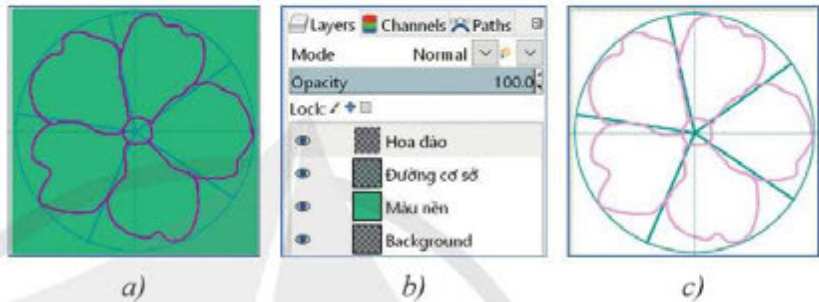 Layers Channels Paths
Mode Normal
Opacity 100.0
Lock:
Hoa đào
Đường cơ sở
Màu nền
Background
a) b) c)